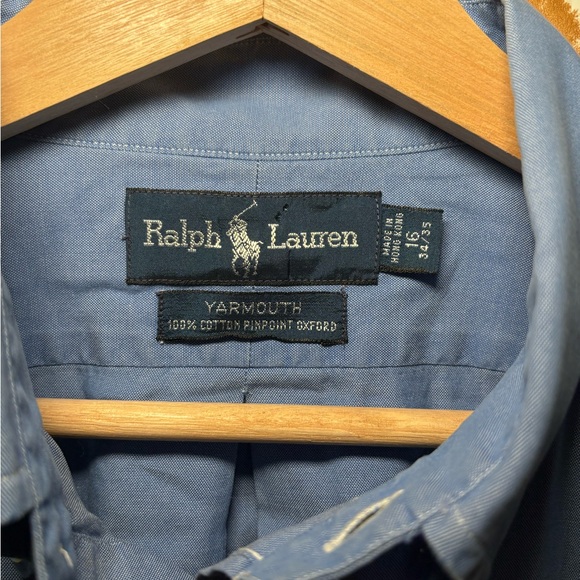 Ralph Lauren
MADE IN
HONG KONG
16
34/35
YARMOUTH
100% COTTON PINPOINT OXFORD